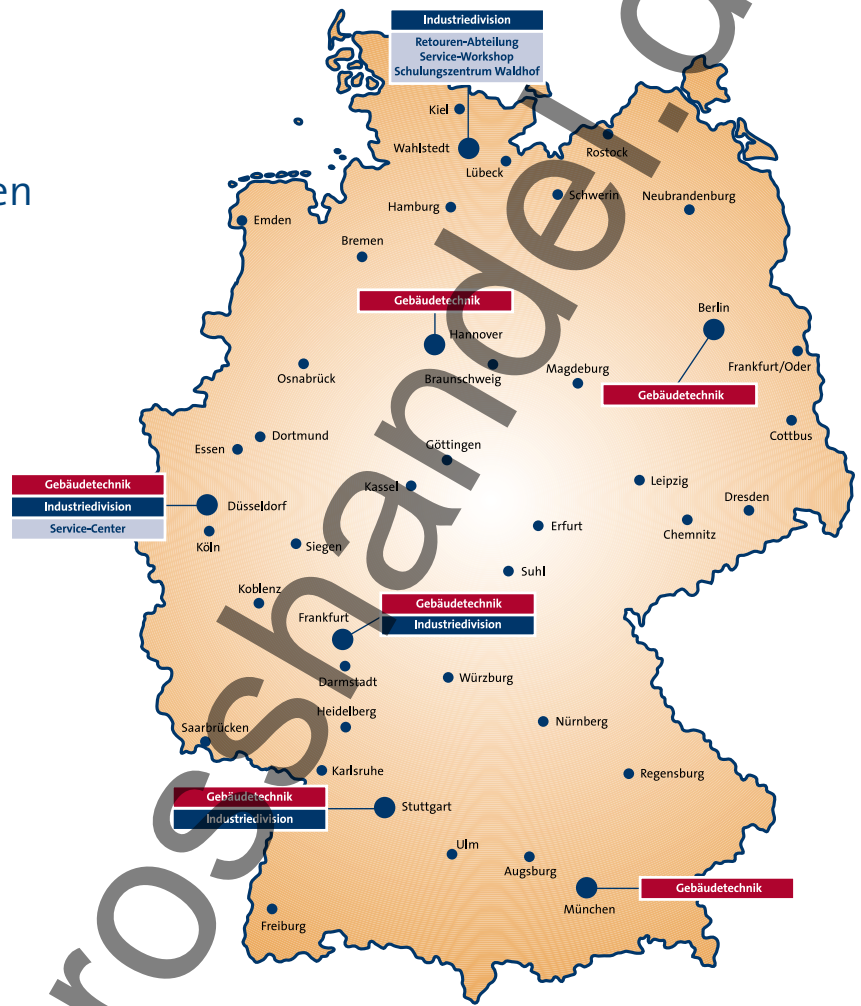 Industriedivision
Retouren-Abteilung
Service-Workshop
Schulungszentrum Waldhof
Kiel
Wahlstedt
Lübeck
Rostock
en
Hamburg
Schwerin
Neubrandenburg
Emden
Bremen
Gebäudetechnik
Hannover
Berlin
Osnabrück
Braunschweig
Magdeburg
Frankfurt/Oder
Gebäudetechnik
Dortmund
Essen
Göttingen
Cottbus
Gebäudetechnik
Industriedivision
Service-Center
Düsseldorf
Kassel
Leipzig
Dresden
Chemnitz
Köln
Siegen
Erfurt
Suhl
Koblenz
Gebäudetechnik
Industriedivision
Frankfurt
Darmstadt
Würzburg
Heidelberg
Nürnberg
Saarbrücken
Karlsruhe
Regensburg
Gebäudetechnik
Industriedivision
Stuttgart
Ulm
Augsburg
Gebäudetechnik
München
Freiburg
rosshandel.d